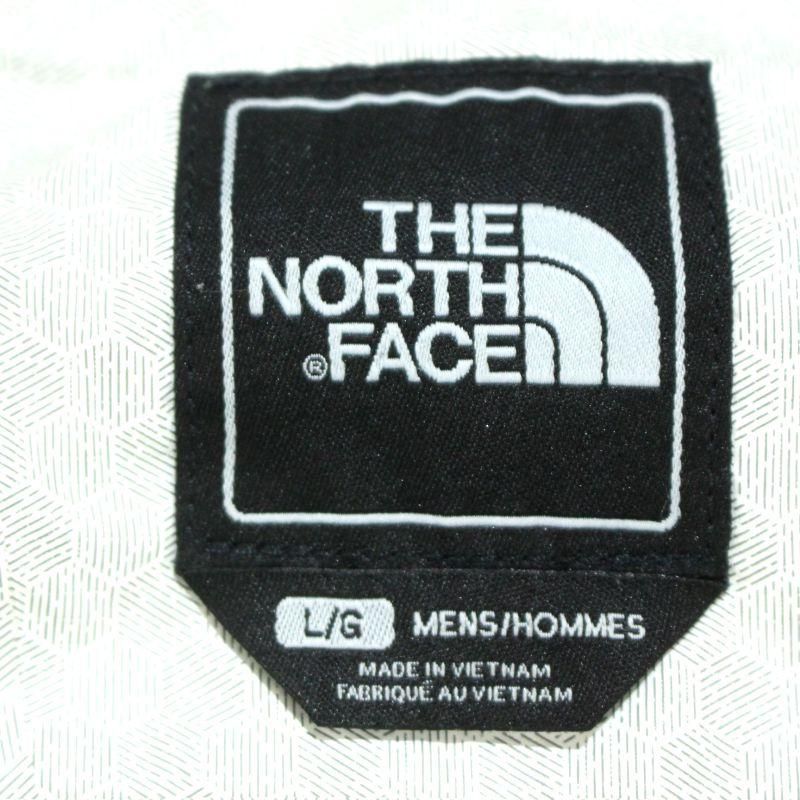 THE
NORTH
®FACE
L/G MENS/HOMMES
MADE IN VIETNAM
FABRIQUÉ AU VIETNAM